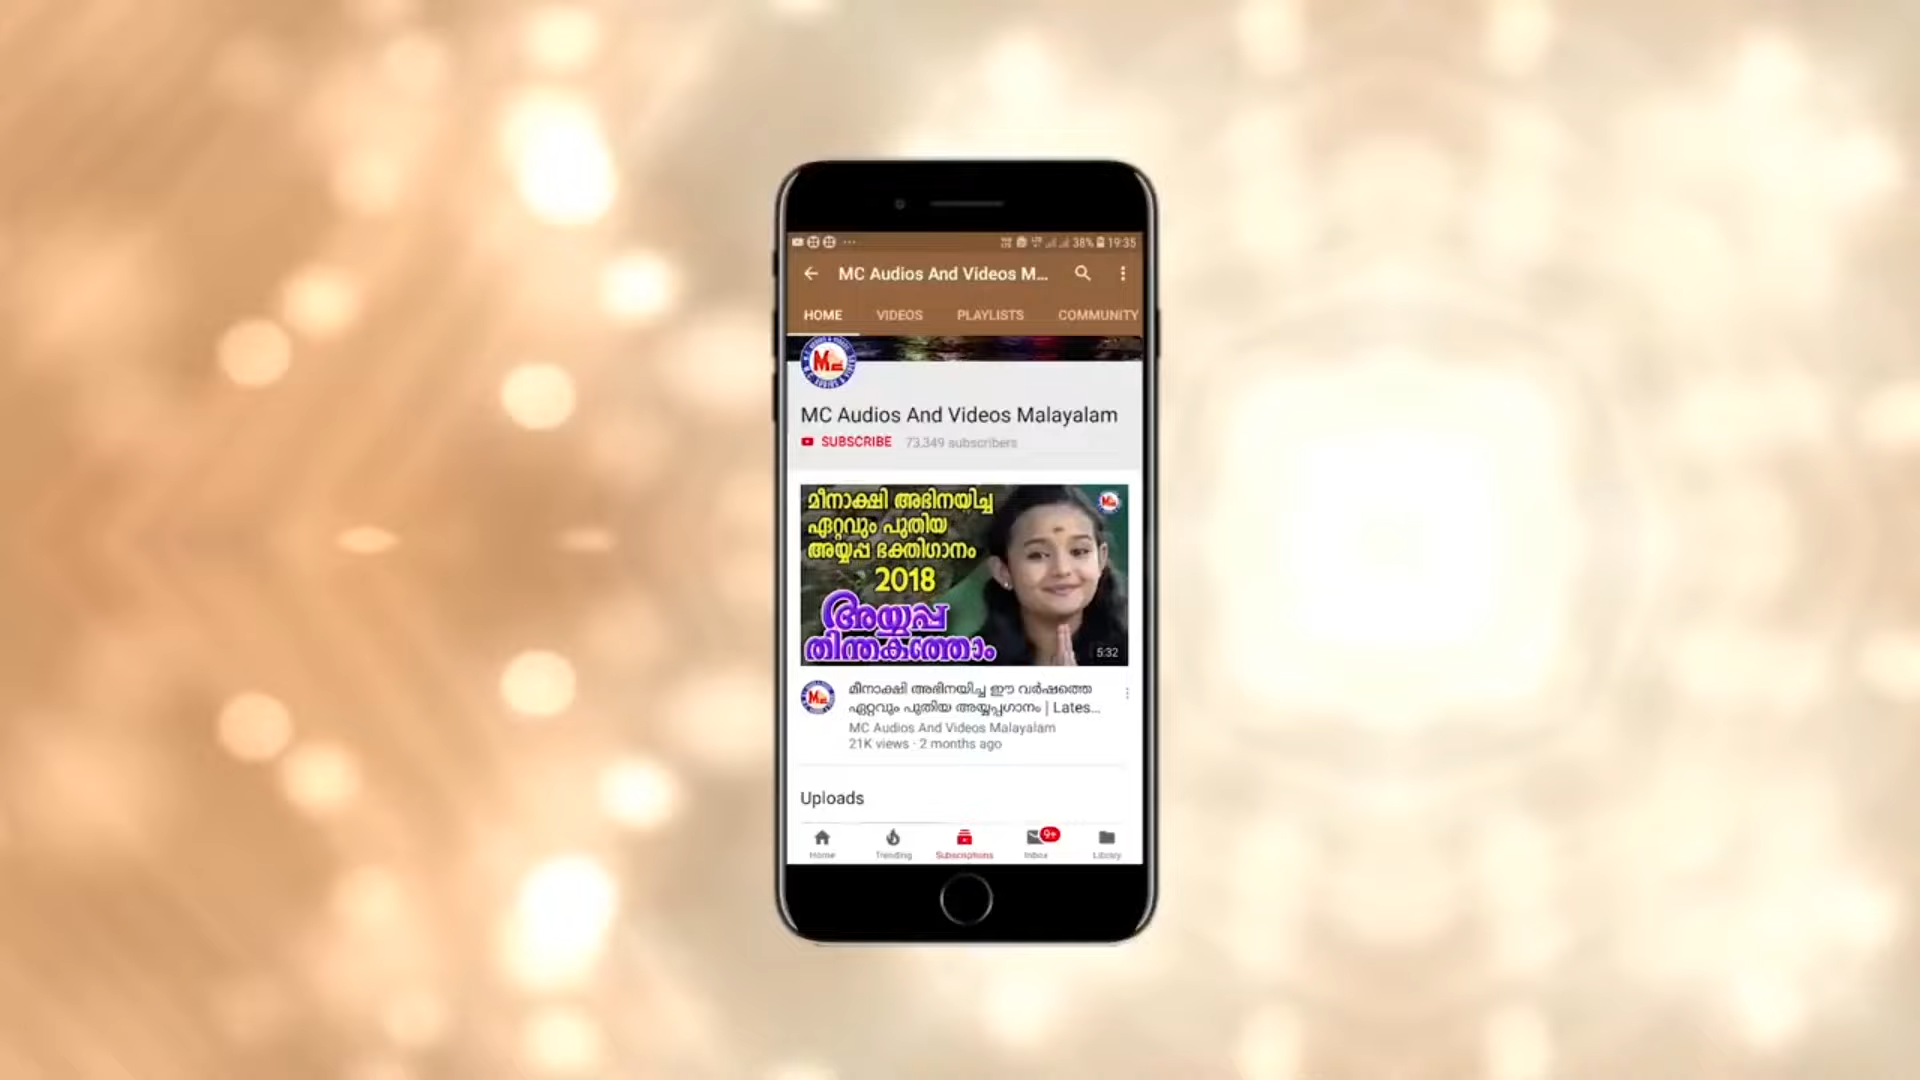 38% 19:35
MC Audios And Videos M...
HOME VIDEOS PLAYLISTS COMMUNITY
MC Audios And Videos Malayalam
SUBSCRIBE 73,349 subscribers
മീനാക്ഷി അഭിനയിച്ച
ഏറ്റവും പുതിയ
അയ്യപ്പ ഭക്തിഗാനം
2018
അയ്യപ്പ
തിന്തകത്തോം
5:32
മീനാക്ഷി അഭിനയിച്ച ഈ വർഷത്തെ
ഏറ്റവും പുതിയ അയ്യപ്പഗാനം | Lates...
MC Audios And Videos Malayalam
21K views · 2 months ago
Uploads
9+
Home Trending Subscriptions Inbox Library